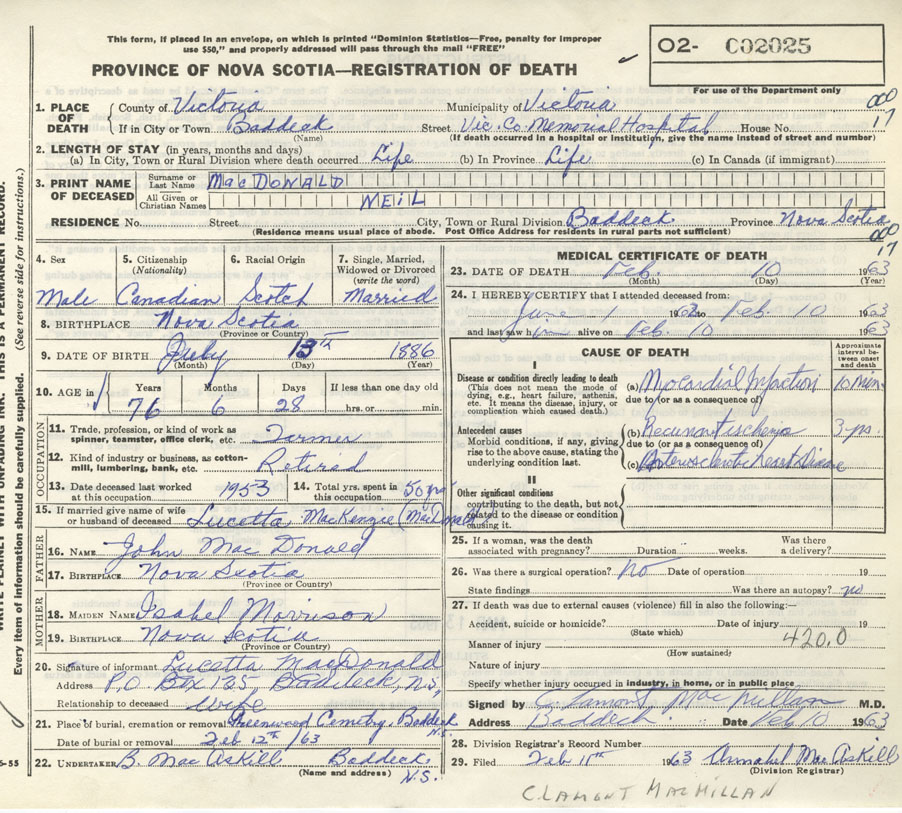 This form, if placed in an envelope, on which is printed "Dominion Statistics—Free, penalty for improper
use $50," and properly addressed will pass through the mail "FREE"
PROVINCE OF NOVA SCOTIA—REGISTRATION OF DEATH
O2- 002025
For use of the Department only
000
17
1. PLACE OF DEATH County of Victoria Municipality of Victoria
If in City or Town Baddeck Street Vic. Co. Memorial Hospital House No.
(Name) (If death occurred in a hospital or institution, give the name instead of street and number)
2. LENGTH OF STAY (in years, months and days)
(a) In City, Town or Rural Division where death occurred Life (b) In Province Life (c) In Canada (if immigrant)
3. PRINT NAME OF DECEASED Surname or Last Name MacDONALD
All Given or Christian Names NEIL
RESIDENCE No. Street City, Town or Rural Division Baddeck Province Nova Scotia
(Residence means usual place of abode. Post Office Address for residents in rural parts not sufficient)
000
17
4. Sex 5. Citizenship (Nationality) 6. Racial Origin 7. Single, Married, Widowed or Divorced (write the word)
Male Canadian Scotch Married
8. BIRTHPLACE Nova Scotia
(Province or Country)
9. DATE OF BIRTH July 13th 1886
(Month) (Day) (Year)
10. AGE in Years Months Days If less than one day old
76 6 28 hrs. or min.
OCCUPATION
11. Trade, profession or kind of work as spinner, teamster, office clerk, etc. Farmer
12. Kind of industry or business, as cotton-mill, lumbering, bank, etc. Retired
13. Date deceased last worked at this occupation 1953 14. Total yrs. spent in this occupation 50 yrs
15. If married give name of wife or husband of deceased Lucetta MacKenzie (MacDonald)
FATHER
16. NAME John MacDonald
17. BIRTHPLACE Nova Scotia
(Province or Country)
MOTHER
18. MAIDEN NAME Isabel Morrison
19. BIRTHPLACE Nova Scotia
(Province or Country)
20. Signature of informant Lucetta MacDonald
Address P.O. Box 125, Baddeck, N.S.
Relationship to deceased Wife
21. Place of burial, cremation or removal Greenwood Cemetry, Baddeck N.S.
Date of burial or removal Feb 12th /63
22. UNDERTAKER B. MacAskill Baddeck N.S.
(Name and address)
MEDICAL CERTIFICATE OF DEATH
23. DATE OF DEATH Feb. 10 1963
(Month) (Day) (Year)
24. I HEREBY CERTIFY that I attended deceased from:
June 1 1962 to Feb. 10 1963
and last saw him alive on Feb. 10 1963
CAUSE OF DEATH
Approximate interval between onset and death
I
Disease or condition directly leading to death
(This does not mean the mode of dying, e.g., heart failure, asthenia, etc. It means the disease, injury, or complication which caused death.)
(a) Myocardial Infarction 10 min.
due to (or as a consequence of)
Antecedent causes
Morbid conditions, if any, giving rise to the above cause, stating the underlying condition last.
(b) Ischemia 3 yrs.
due to (or as a consequence of)
(c) Arteriosclerotic Heart Disease
II
Other significant conditions
contributing to the death, but not related to the disease or condition causing it.
25. If a woman, was the death associated with pregnancy? Duration weeks. Was there a delivery?
26. Was there a surgical operation? No Date of operation 19
State findings Was there an autopsy? no
27. If death was due to external causes (violence) fill in also the following:—
Accident, suicide or homicide? Date of injury 19
(State which)
Manner of injury 420.0
(How sustained)
Nature of injury
Specify whether injury occurred in industry, in home, or in public place
Signed by C. Lamont MacMillan M.D.
Address Baddeck Date Feb 10 1963
28. Division Registrar's Record Number
29. Filed Feb 11th 1963 Annabel MacAskill
(Division Registrar)
C LAMONT MACMILLAN
WRITE PLAINLY WITH UNFADING INK. THIS IS A PERMANENT RECORD.
Every item of information should be carefully supplied. (See reverse side for instructions.)
-55